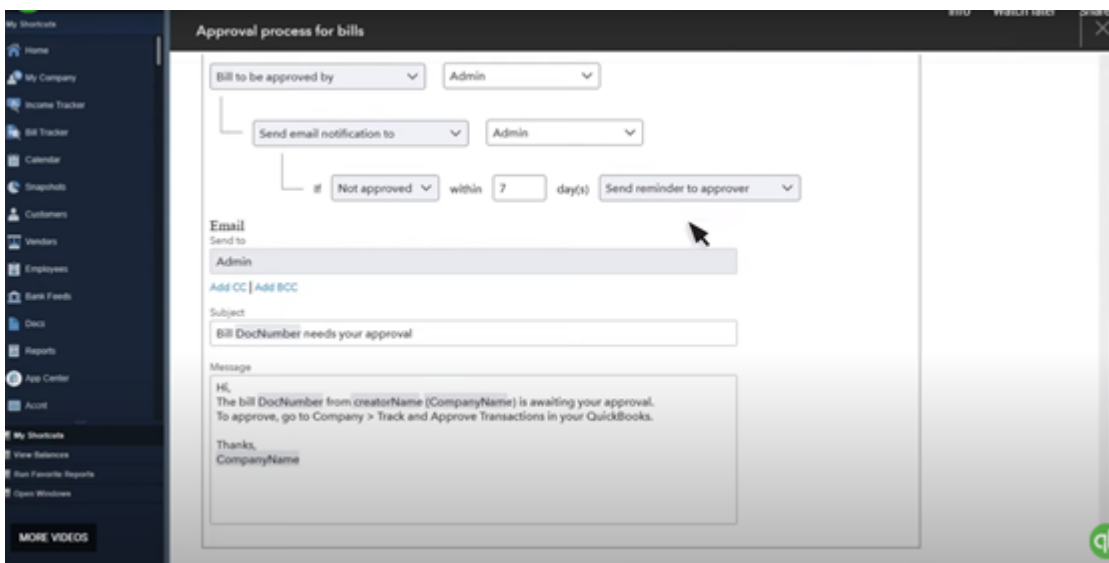 Info Watch later Share
My Shortcuts
Home
My Company
Income Tracker
Bill Tracker
Calendar
Snapshots
Customers
Vendors
Employees
Bank Feeds
Docs
Reports
App Center
Acont
My Shortcuts
View Balances
Run Favorite Reports
Open Windows
MORE VIDEOS
Approval process for bills
Bill to be approved by Admin
Send email notification to Admin
If Not approved within 7 day(s) Send reminder to approver
Email
Send to
Admin
Add CC | Add BCC
Subject
Bill DocNumber needs your approval
Message
Hi,
The bill DocNumber from creatorName (CompanyName) is awaiting your approval.
To approve, go to Company > Track and Approve Transactions in your QuickBooks.
Thanks,
CompanyName
qb